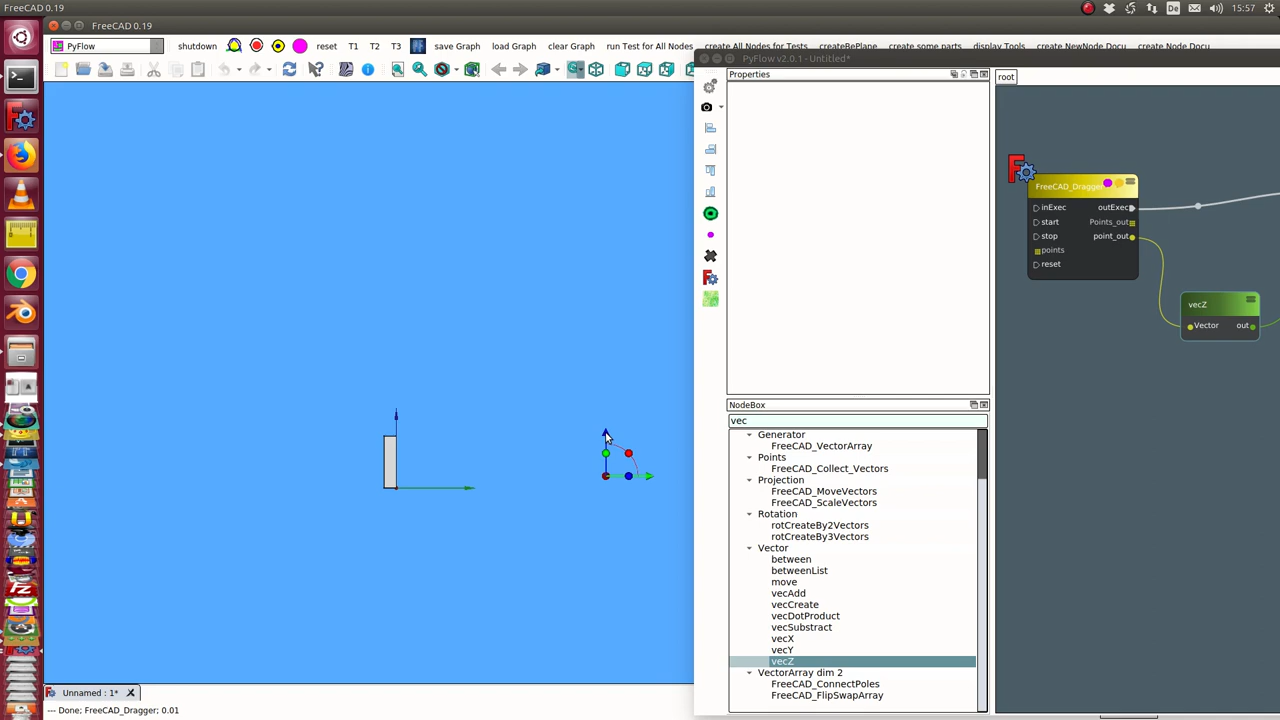 FreeCAD 0.19
De
15:57
FreeCAD 0.19
PyFlow
shutdown
reset
T1
T2
T3
save Graph
load Graph
clear Graph
run Test for All Nodes
create All Nodes for Tests
createBePlane
create some parts
display Tools
create NewNode Docu
create Node Docu
PyFlow v2.0.1 - Untitled*
Properties
root
FreeCAD_Dragger
inExec
outExec
start
Points_out
stop
point_out
points
reset
vecZ
Vector
out
NodeBox
vec
Generator
FreeCAD_VectorArray
Points
FreeCAD_Collect_Vectors
Projection
FreeCAD_MoveVectors
FreeCAD_ScaleVectors
Rotation
rotCreateBy2Vectors
rotCreateBy3Vectors
Vector
between
betweenList
move
vecAdd
vecCreate
vecDotProduct
vecSubstract
vecX
vecY
vecZ
VectorArray dim 2
FreeCAD_ConnectPoles
FreeCAD_FlipSwapArray
Unnamed : 1*
--- Done; FreeCAD_Dragger; 0.01